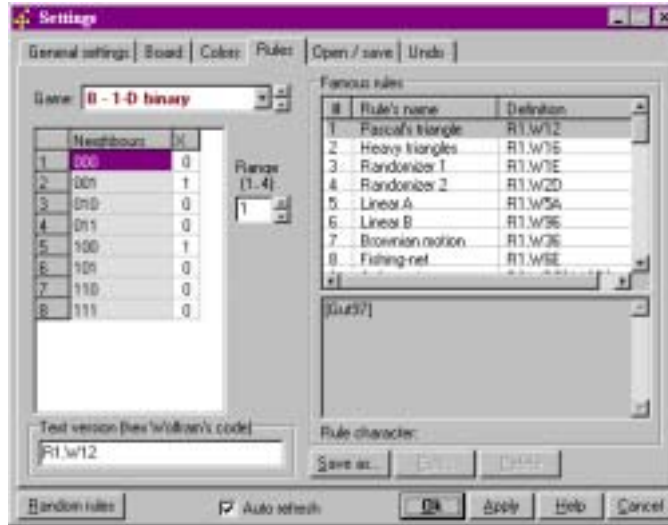 Settings
General settings Board Colors Rules Open / save Undo
Game: B - 1-D binary
Neighbours X
1 000 0
2 001 1
3 010 0
4 011 0
5 100 1
6 101 0
7 110 0
8 111 0
Range
(1..4)
1
Text version (hex Wolfram's code)
R1,W12
Famous rules
# Rule's name Definition
1 Pascal's triangle R1,W12
2 Heavy triangles R1,W16
3 Randomizer 1 R1,W1E
4 Randomizer 2 R1,W2D
5 Linear A R1,W5A
6 Linear B R1,W96
7 Brownian motion R1,W36
8 Fishing-net R1,W6E
[Gut97]
Rule character:
Save as... Edit... Delete
Random rules Auto refresh Ok Apply Help Cancel